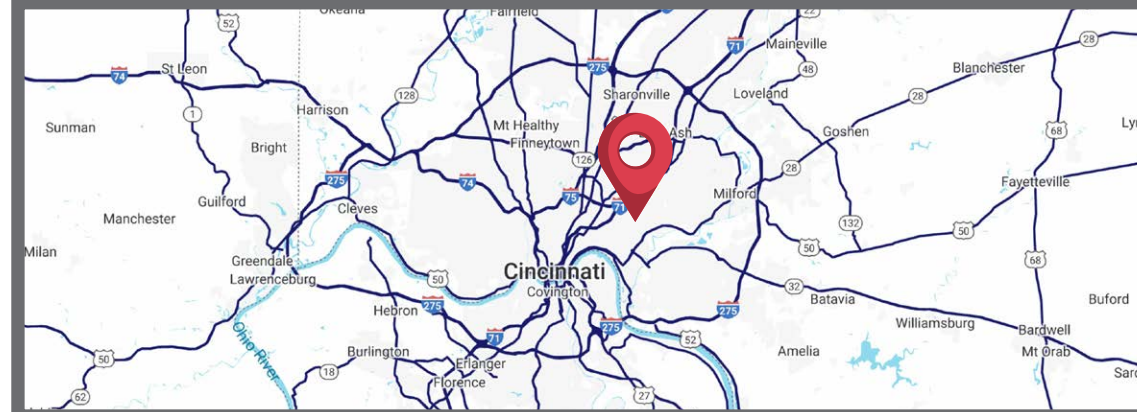 Okeana
Fairfield
275
22
52
71
Maineville
28
St Leon
275
Blanchester
74
48
Sharonville
Loveland
128
28
Harrison
1
Mt Healthy
Ash
Goshen
68
Sunman
Finneytown
Bright
126
28
Fayetteville
275
74
75
Milford
Guilford
71
Cleves
Manchester
132
50
50
Milan
Greendale
Cincinnati
68
Lawrenceburg
50
32
Covington
Batavia
Buford
Hebron
275
275
Williamsburg
275
Bardwell
Ohio River
71
52
Mt Orab
50
Burlington
Amelia
Erlanger
18
Florence
62
27